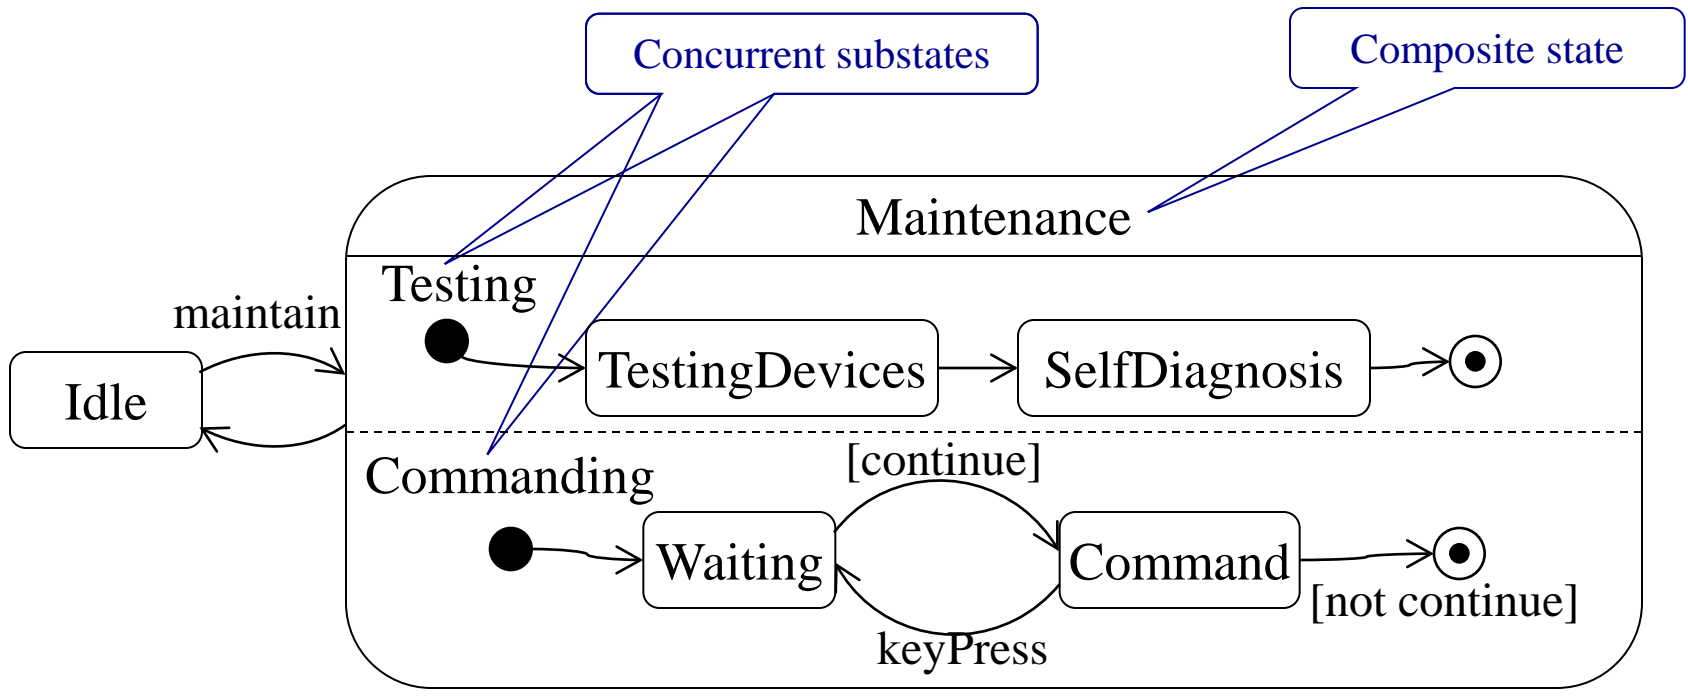 Concurrent substates
Composite state
Maintenance
Testing
maintain
Idle
TestingDevices
SelfDiagnosis
Commanding
[continue]
Waiting
Command
[not continue]
keyPress